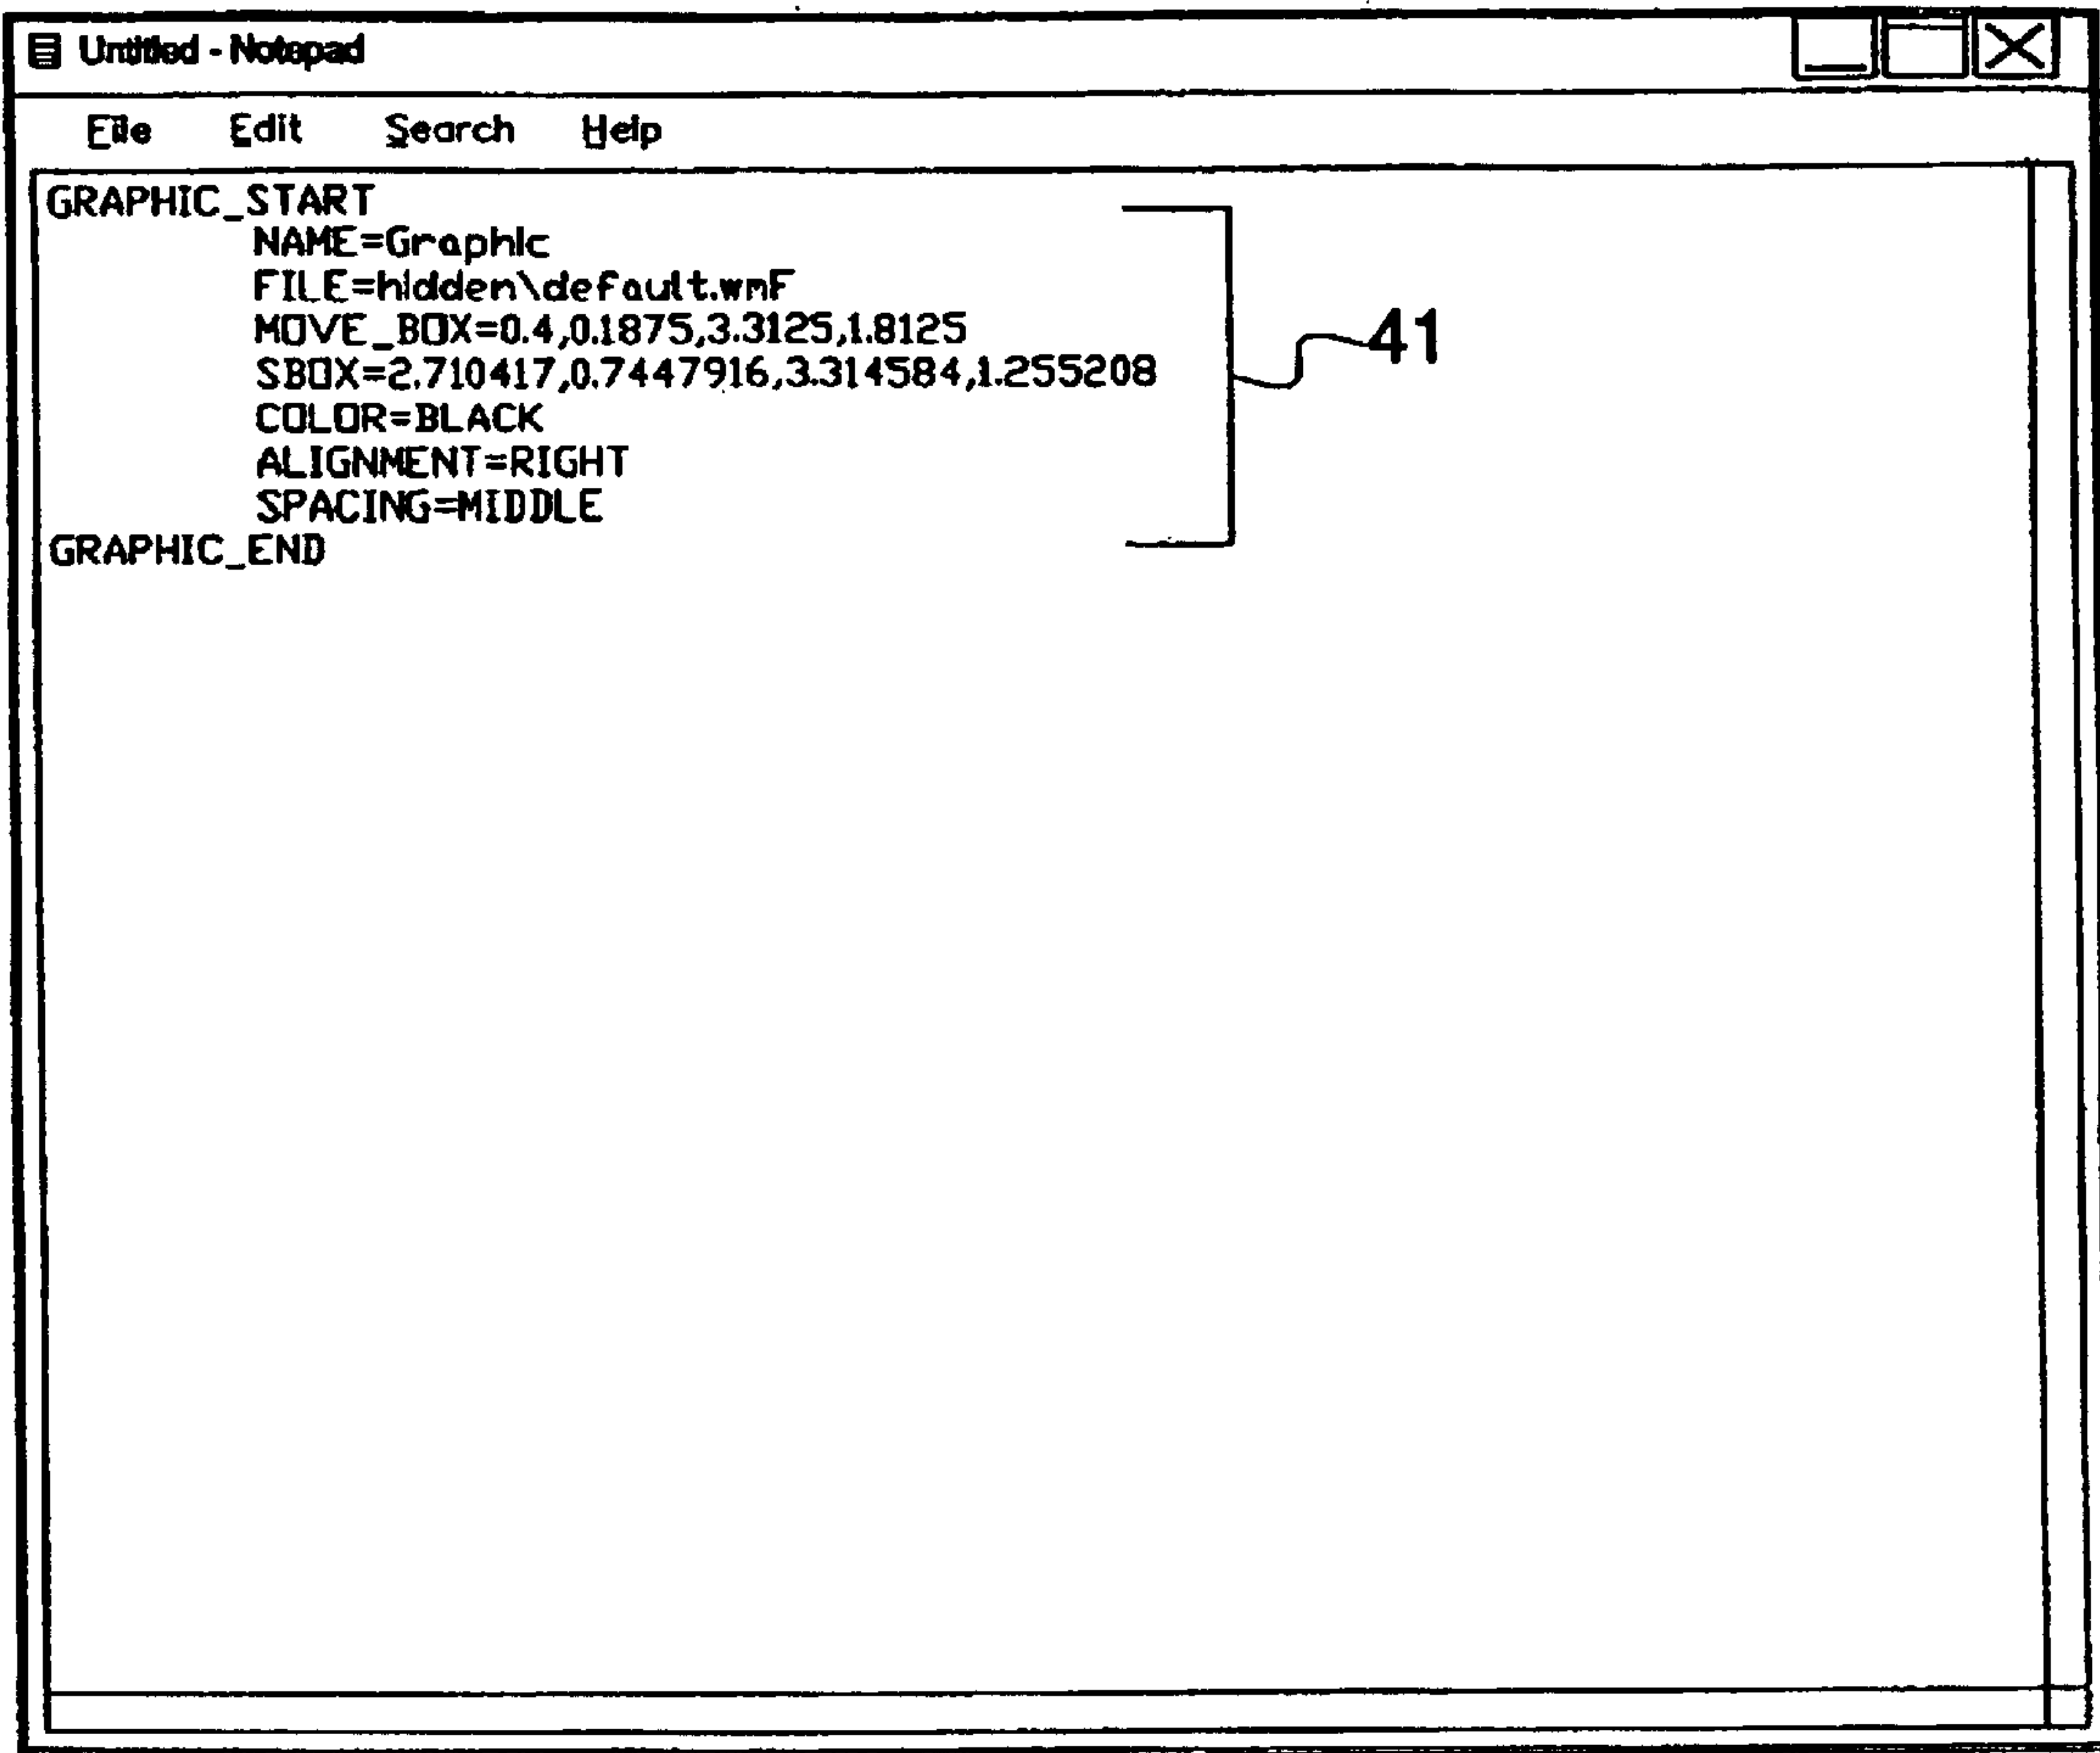 Untitled - Notepad
File Edit Search Help
GRAPHIC_START
NAME=Graphic
FILE=hidden\default.wmf
MOVE_BOX=0.4,0.1875,3.3125,1.8125
SBOX=2.710417,0.7447916,3.314584,1.255208
COLOR=BLACK
ALIGNMENT=RIGHT
SPACING=MIDDLE
GRAPHIC_END
41